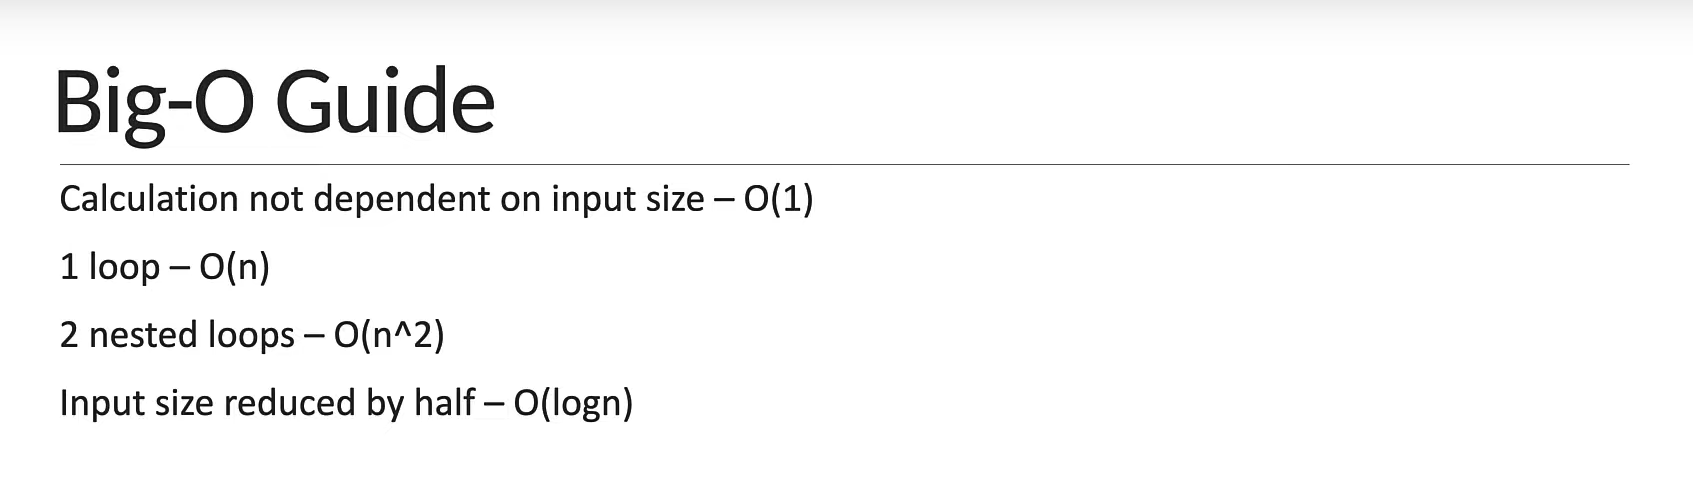 Big-O Guide
Calculation not dependent on input size – O(1)
1 loop – O(n)
2 nested loops – O(n^2)
Input size reduced by half – O(logn)